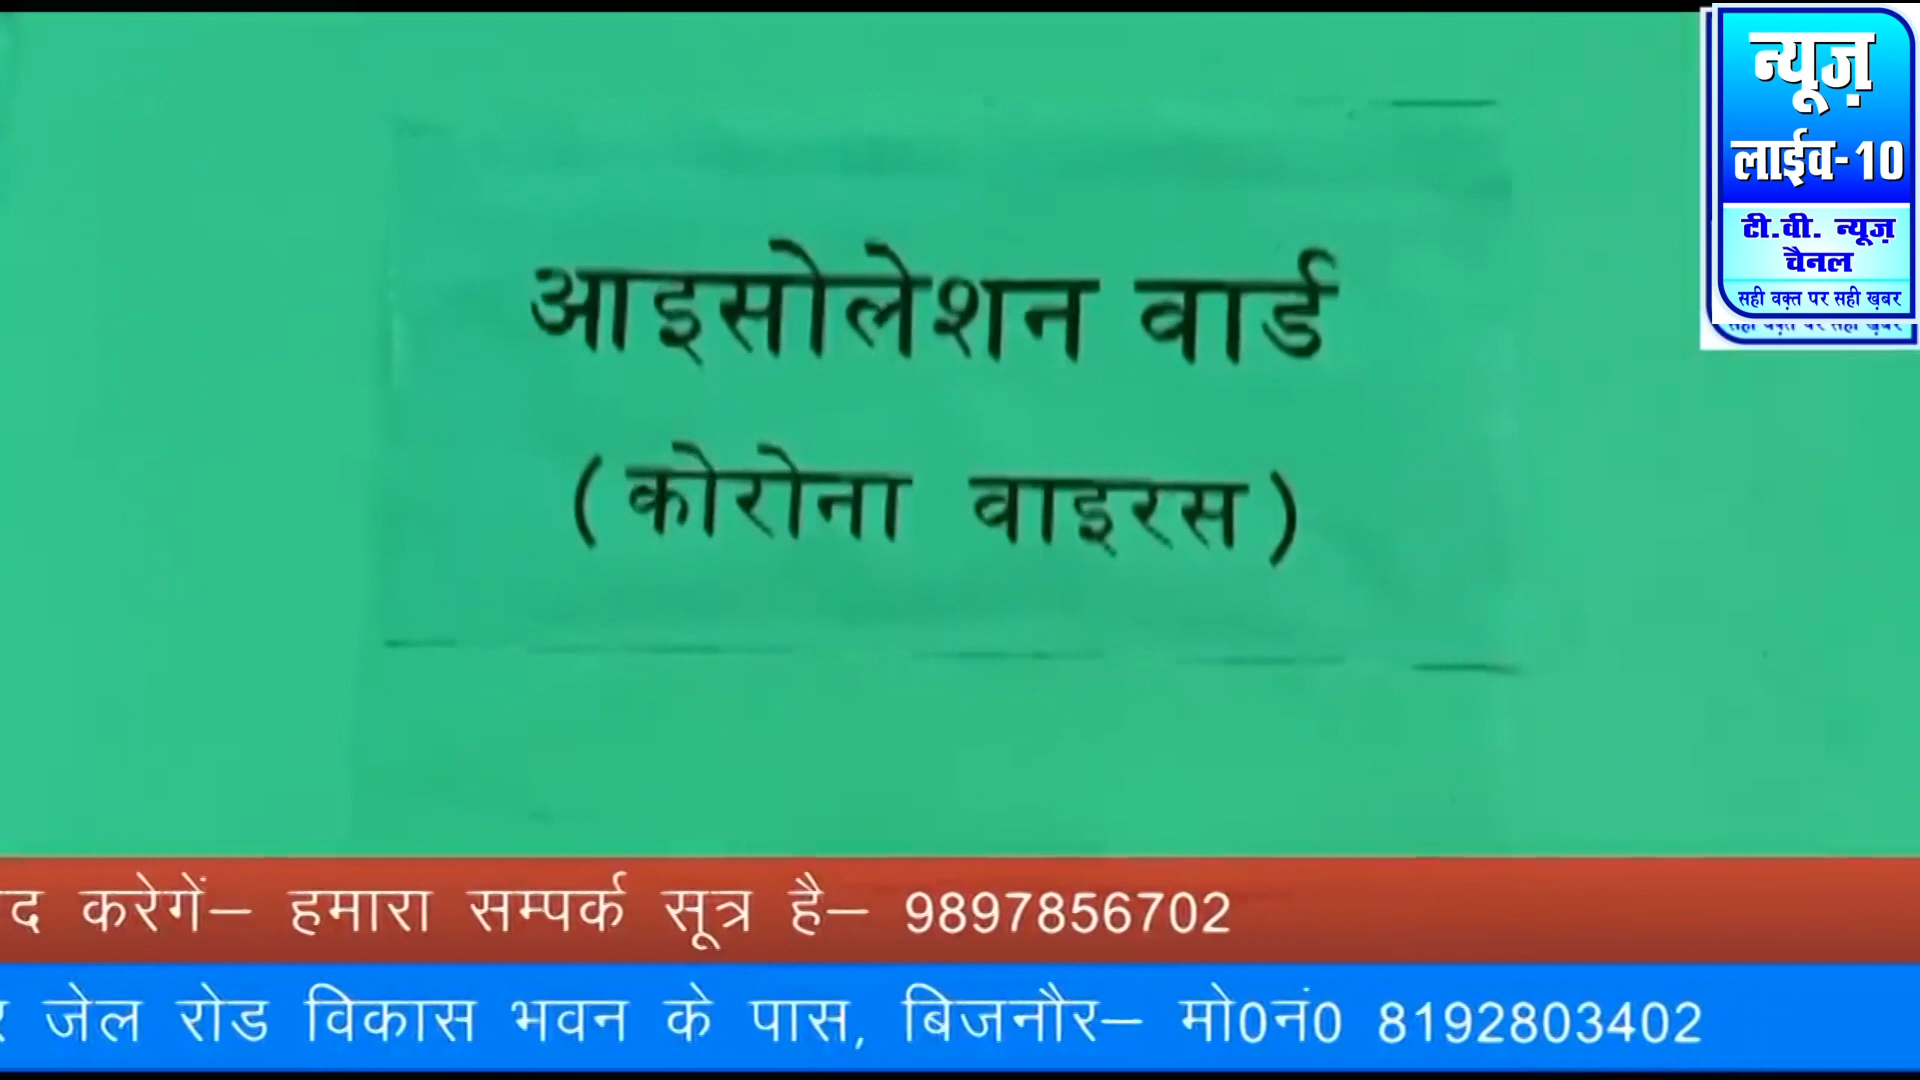 न्यूज़
लाईव-10
टी.वी. न्यूज़
चैनल
सही वक़्त पर सही ख़बर
आइसोलेशन वार्ड
(कोरोना वाइरस)
करेगें– हमारा सम्पर्क सूत्र है– 9897856702
जेल रोड विकास भवन के पास, बिजनौर– मो0नं0 8192803402